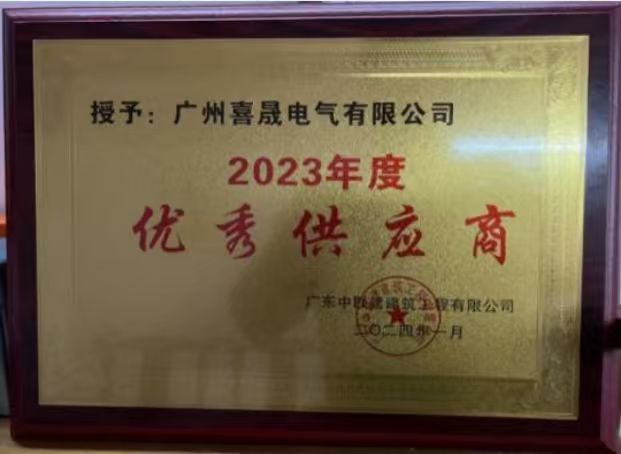 授予：广州喜晟电气有限公司
2023年度
优秀供应商
广东中联建建筑工程有限公司
二〇二四年一月